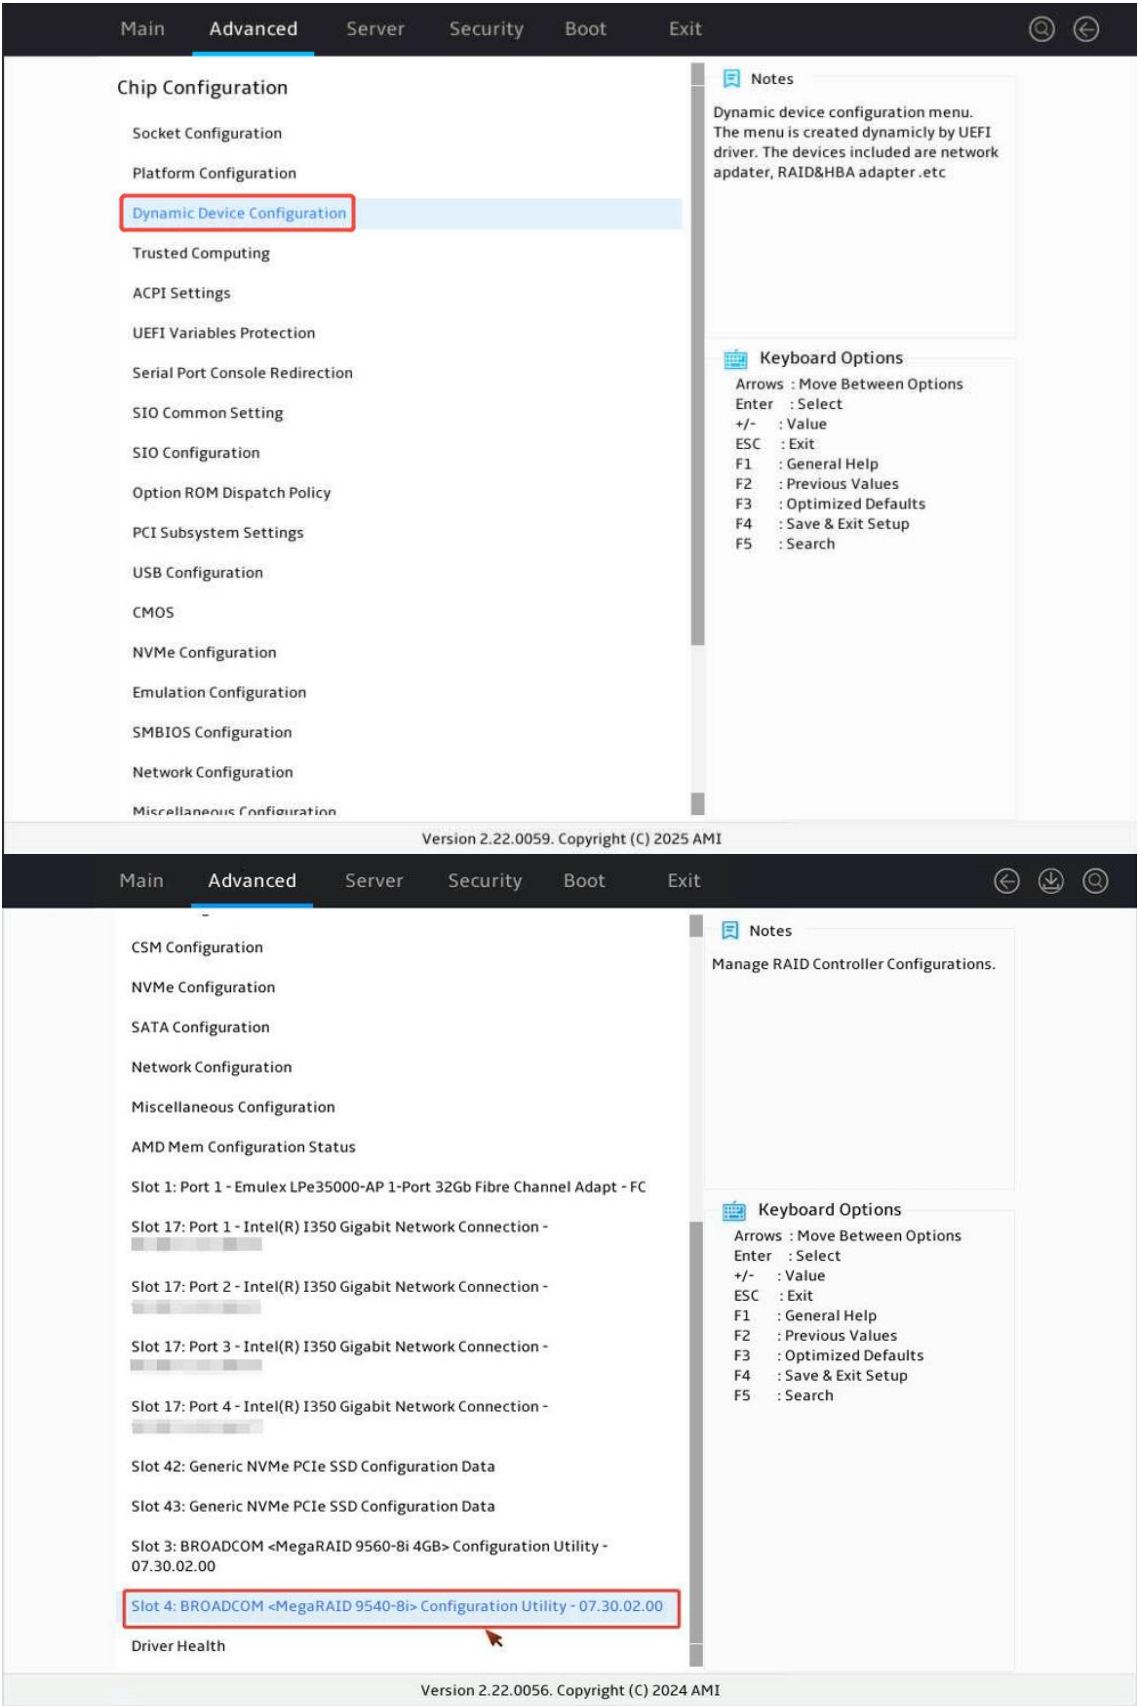 Main Advanced Server Security Boot Exit
Chip Configuration
Socket Configuration
Platform Configuration
Dynamic Device Configuration
Trusted Computing
ACPI Settings
UEFI Variables Protection
Serial Port Console Redirection
SIO Common Setting
SIO Configuration
Option ROM Dispatch Policy
PCI Subsystem Settings
USB Configuration
CMOS
NVMe Configuration
Emulation Configuration
SMBIOS Configuration
Network Configuration
Miscellaneous Configuration
Notes
Dynamic device configuration menu.
The menu is created dynamicly by UEFI
driver. The devices included are network
apdater, RAID&HBA adapter .etc
Keyboard Options
Arrows : Move Between Options
Enter : Select
+/- : Value
ESC : Exit
F1 : General Help
F2 : Previous Values
F3 : Optimized Defaults
F4 : Save & Exit Setup
F5 : Search
Version 2.22.0059. Copyright (C) 2025 AMI
Main Advanced Server Security Boot Exit
CSM Configuration
NVMe Configuration
SATA Configuration
Network Configuration
Miscellaneous Configuration
AMD Mem Configuration Status
Slot 1: Port 1 - Emulex LPe35000-AP 1-Port 32Gb Fibre Channel Adapt - FC
Slot 17: Port 1 - Intel(R) I350 Gigabit Network Connection -
Slot 17: Port 2 - Intel(R) I350 Gigabit Network Connection -
Slot 17: Port 3 - Intel(R) I350 Gigabit Network Connection -
Slot 17: Port 4 - Intel(R) I350 Gigabit Network Connection -
Slot 42: Generic NVMe PCIe SSD Configuration Data
Slot 43: Generic NVMe PCIe SSD Configuration Data
Slot 3: BROADCOM <MegaRAID 9560-8i 4GB> Configuration Utility -
07.30.02.00
Slot 4: BROADCOM <MegaRAID 9540-8i> Configuration Utility - 07.30.02.00
Driver Health
Notes
Manage RAID Controller Configurations.
Keyboard Options
Arrows : Move Between Options
Enter : Select
+/- : Value
ESC : Exit
F1 : General Help
F2 : Previous Values
F3 : Optimized Defaults
F4 : Save & Exit Setup
F5 : Search
Version 2.22.0056. Copyright (C) 2024 AMI